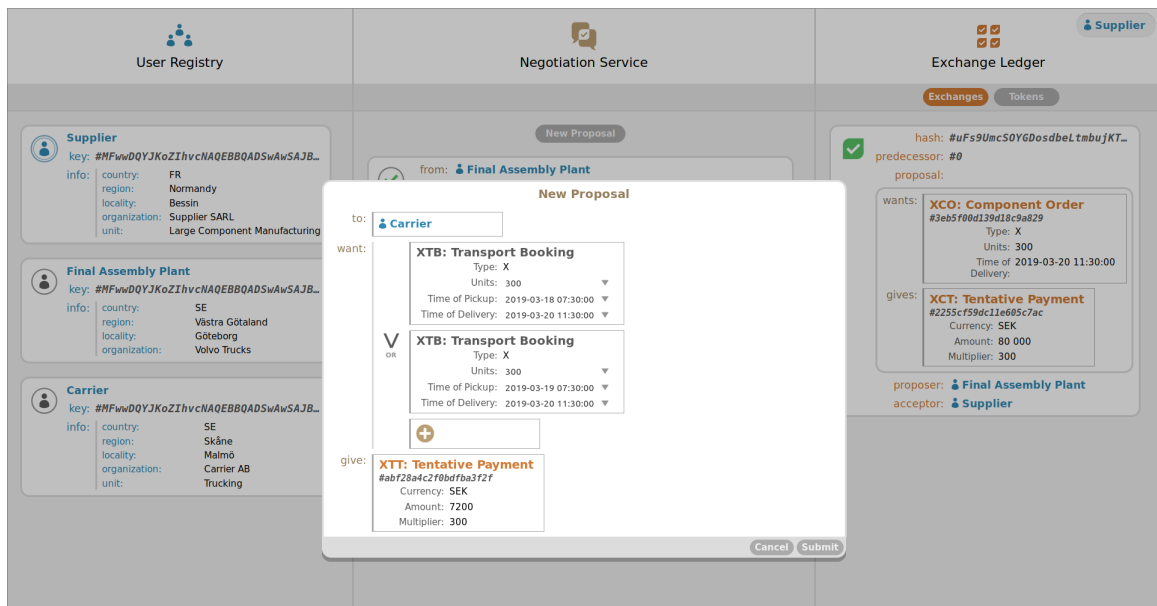 Supplier
User Registry
Negotiation Service
Exchange Ledger
Exchanges Tokens
Supplier
key: #MFwwDQYJKoZIhvcNAQEBBQADSwAwSAJB…
info: country: FR
region: Normandy
locality: Bessin
organization: Supplier SARL
unit: Large Component Manufacturing
Final Assembly Plant
key: #MFwwDQYJKoZIhvcNAQEBBQADSwAwSAJB…
info: country: SE
region: Västra Götaland
locality: Göteborg
organization: Volvo Trucks
Carrier
key: #MFwwDQYJKoZIhvcNAQEBBQADSwAwSAJB…
info: country: SE
region: Skåne
locality: Malmö
organization: Carrier AB
unit: Trucking
New Proposal
from: Final Assembly Plant
New Proposal
to: Carrier
want: XTB: Transport Booking
Type: X
Units: 300
Time of Pickup: 2019-03-18 07:30:00
Time of Delivery: 2019-03-20 11:30:00
OR
XTB: Transport Booking
Type: X
Units: 300
Time of Pickup: 2019-03-19 07:30:00
Time of Delivery: 2019-03-20 11:30:00
give: XTT: Tentative Payment
#abf28a4c2f0bdfba3f2f
Currency: SEK
Amount: 7200
Multiplier: 300
Cancel Submit
hash: #uFs9UmcSOYGDosdbeLtmbujKT…
predecessor: #0
proposal:
wants: XCO: Component Order
#3eb5f00d139d18c9a829
Type: X
Units: 300
Time of 2019-03-20 11:30:00
Delivery:
gives: XCT: Tentative Payment
#2255cf59dc11e605c7ac
Currency: SEK
Amount: 80 000
Multiplier: 300
proposer: Final Assembly Plant
acceptor: Supplier